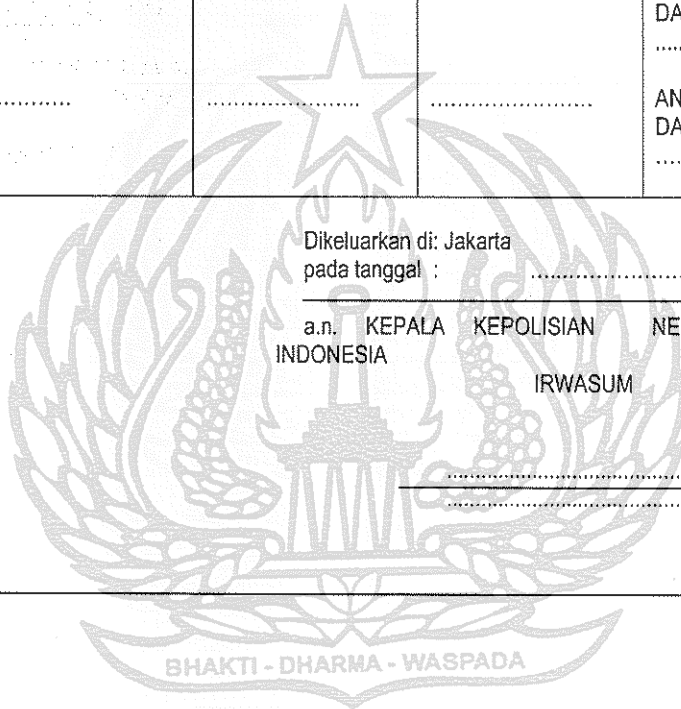 DA
.....
.................... .......................... .......................... AN
DA
.....
Dikeluarkan di: Jakarta
pada tanggal : ..........................
a.n. KEPALA KEPOLISIAN NE
INDONESIA
IRWASUM
........................................
........................................
BHAKTI - DHARMA - WASPADA